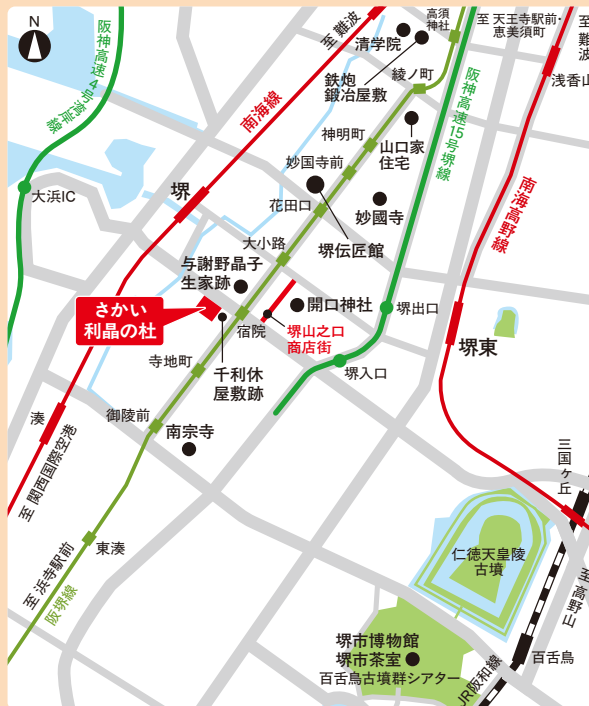 N
阪神高速4号湾岸線
至 難波
南海線
高須
神社
至 天王寺駅前・
恵美須町
至 難波
清学院
鉄炮
鍛冶屋敷
綾ノ町
阪神高速15号堺線
浅香山
神明町
山口家
住宅
妙国寺前
大浜IC
堺
花田口
妙國寺
南海高野線
堺伝匠館
大小路
与謝野晶子
生家跡
さかい
利晶の杜
開口神社
堺出口
宿院
堺山之口
商店街
堺東
寺地町
千利休
屋敷跡
堺入口
湊
御陵前
南宗寺
至 関西国際空港
三国ヶ丘
仁徳天皇陵
古墳
東湊
至 浜寺駅前
阪堺線
至 高野山
堺市博物館
堺市茶室
百舌鳥古墳群シアター
百舌鳥
JR阪和線